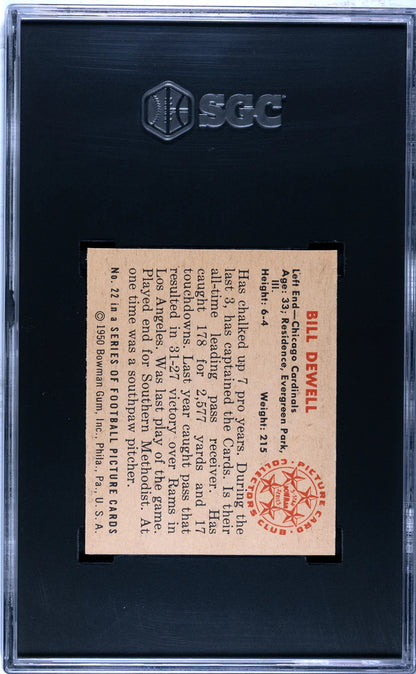 SGC
BILL DEWELL
Left End—Chicago Cardinals
Age: 33; Residence, Evergreen Park,
Ill.
Height: 6-4 Weight: 215
PICTURE CARD
COLLECTORS CLUB
BOWMAN
Has chalked up 7 pro years. During the
last 3, has captained the Cards. Is their
all-time leading pass receiver. Has
caught 178 for 2,577 yards and 17
touchdowns. Last year caught pass that
resulted in 31-27 victory over Rams in
Los Angeles. Was last play of the game.
Played end for Southern Methodist. At
one time was a southpaw pitcher.
No. 22 in a SERIES OF FOOTBALL PICTURE CARDS
© 1950 Bowman Gum, Inc., Phila., Pa., U. S. A.